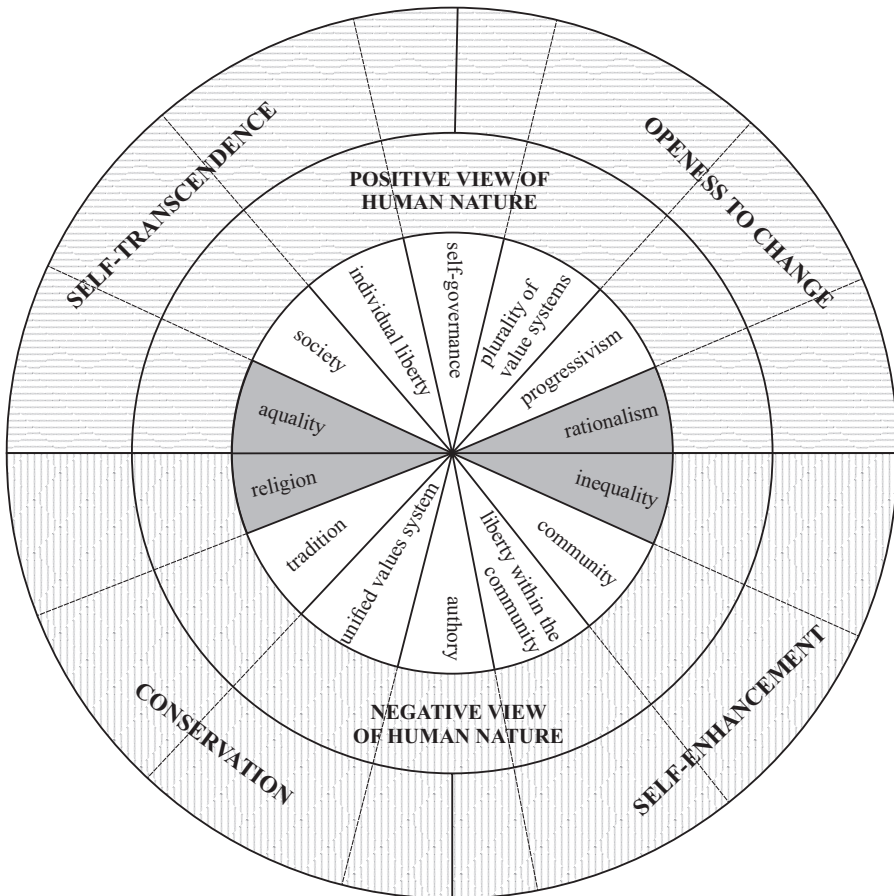 SELF-TRANSCENDENCE
OPENESS TO CHANGE
POSITIVE VIEW OF
HUMAN NATURE
society
individual liberty
self-governance
plurality of
value systems
progressivism
aquality
rationalism
religion
inequality
tradition
unified values system
authory
liberty within the
community
community
NEGATIVE VIEW
OF HUMAN NATURE
CONSERVATION
SELF-ENHANCEMENT